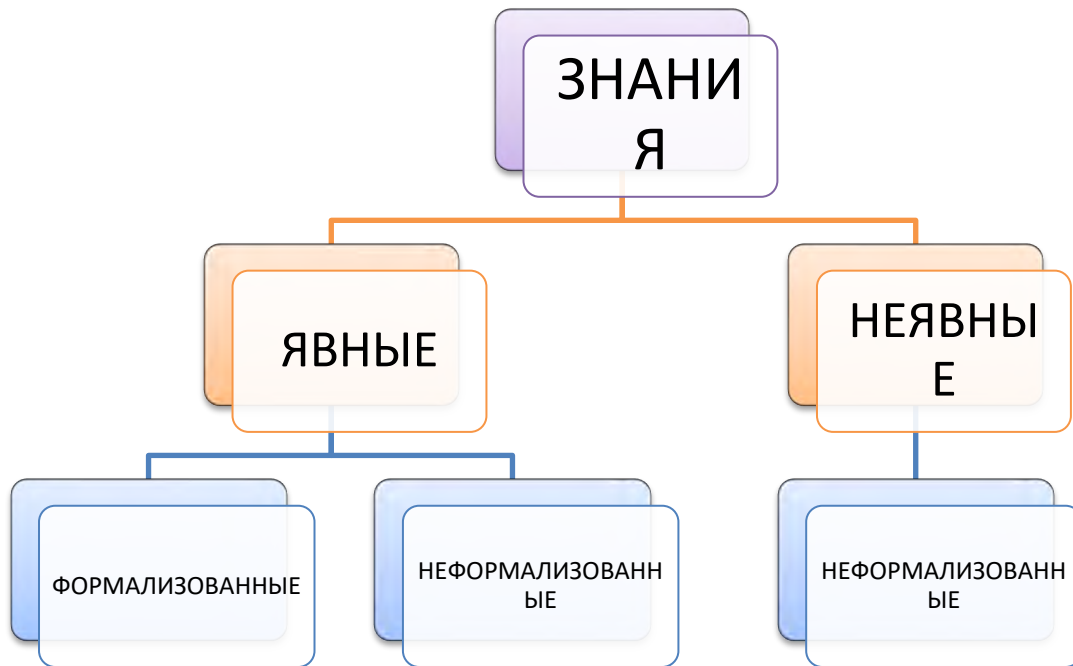 ЗНАНИ
Я
ЯВНЫЕ
НЕЯВНЫ
Е
ФОРМАЛИЗОВАННЫЕ
НЕФОРМАЛИЗОВАНН
ЫЕ
НЕФОРМАЛИЗОВАНН
ЫЕ